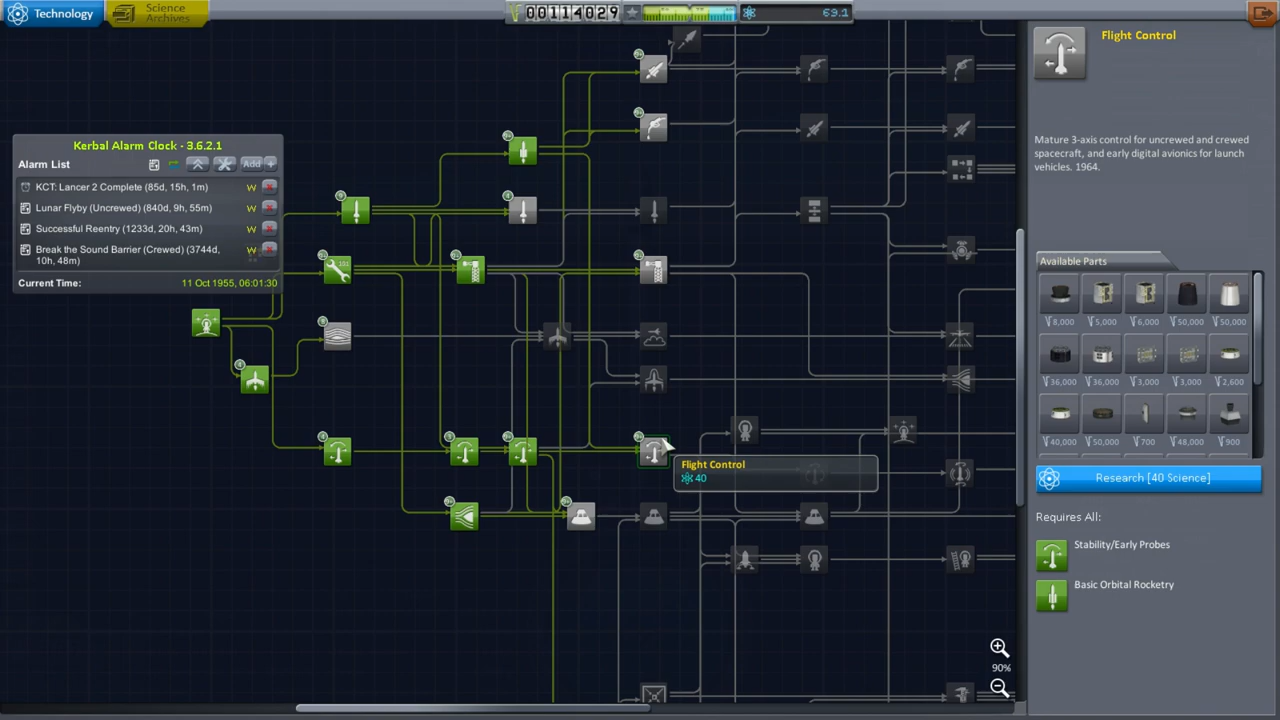 Technology
Science
Archives
00114029
69.1
Flight Control
Mature 3-axis control for uncrewed and crewed
spacecraft, and early digital avionics for launch
vehicles. 1964.
Kerbal Alarm Clock - 3.6.2.1
Alarm List
Add
+
KCT: Lancer 2 Complete (85d, 15h, 1m)
W
Lunar Flyby (Uncrewed) (840d, 9h, 55m)
W
Successful Reentry (1233d, 20h, 43m)
W
Break the Sound Barrier (Crewed) (3744d,
10h, 48m)
W
Current Time:
11 Oct 1955, 06:01:30
Available Parts
8,000
5,000
6,000
50,000
50,000
36,000
36,000
3,000
3,000
2,600
40,000
50,000
700
48,000
900
Flight Control
40
Research [40 Science]
Requires All:
Stability/Early Probes
Basic Orbital Rocketry
90%